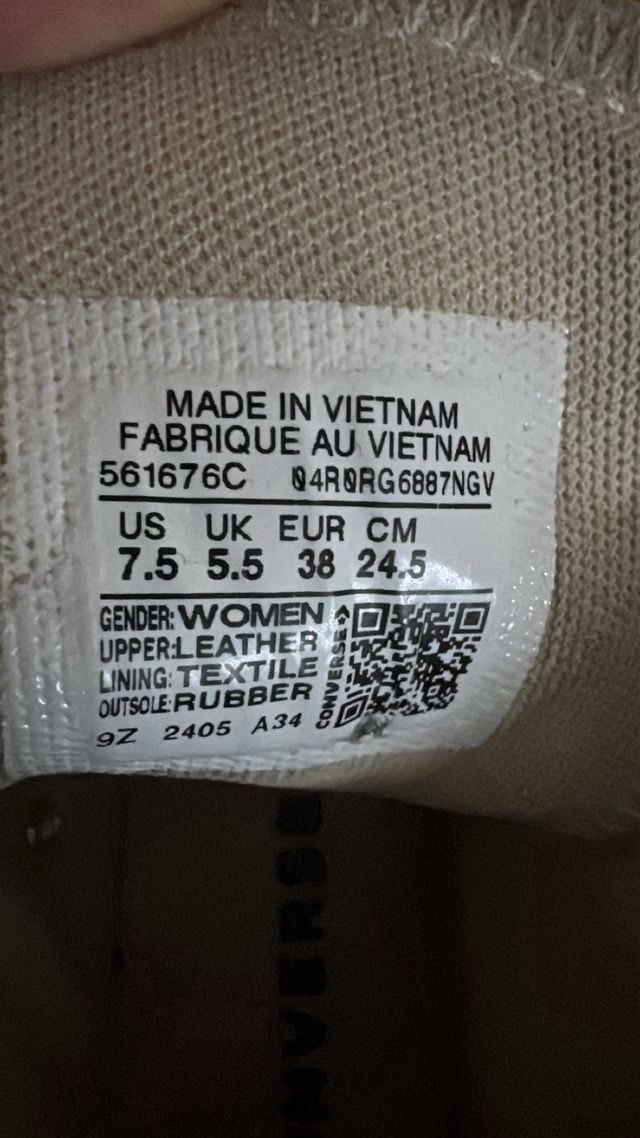 MADE IN VIETNAM
FABRIQUE AU VIETNAM
561676C 04R0RG6887NGV
US UK EUR CM
7.5 5.5 38 24.5
GENDER: WOMEN
UPPER: LEATHER
LINING: TEXTILE
OUTSOLE: RUBBER
9Z 2405 A34
CONVERSE
NVERSE